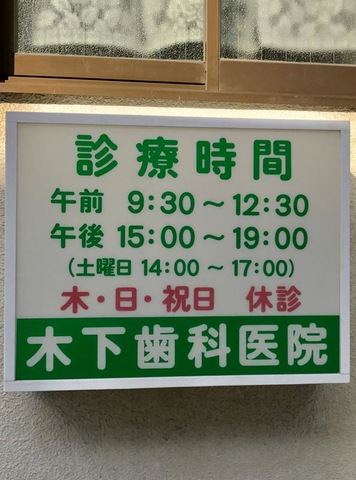 診療時間
午前 9:30～12:30
午後 15:00～19:00
(土曜日 14:00～17:00)
木・日・祝日 休診
木下歯科医院